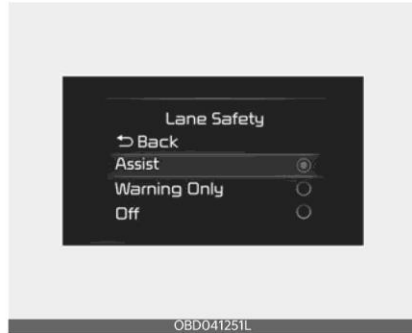 Lane Safety
⮌ Back
Assist
Warning Only
Off
OBD041251L